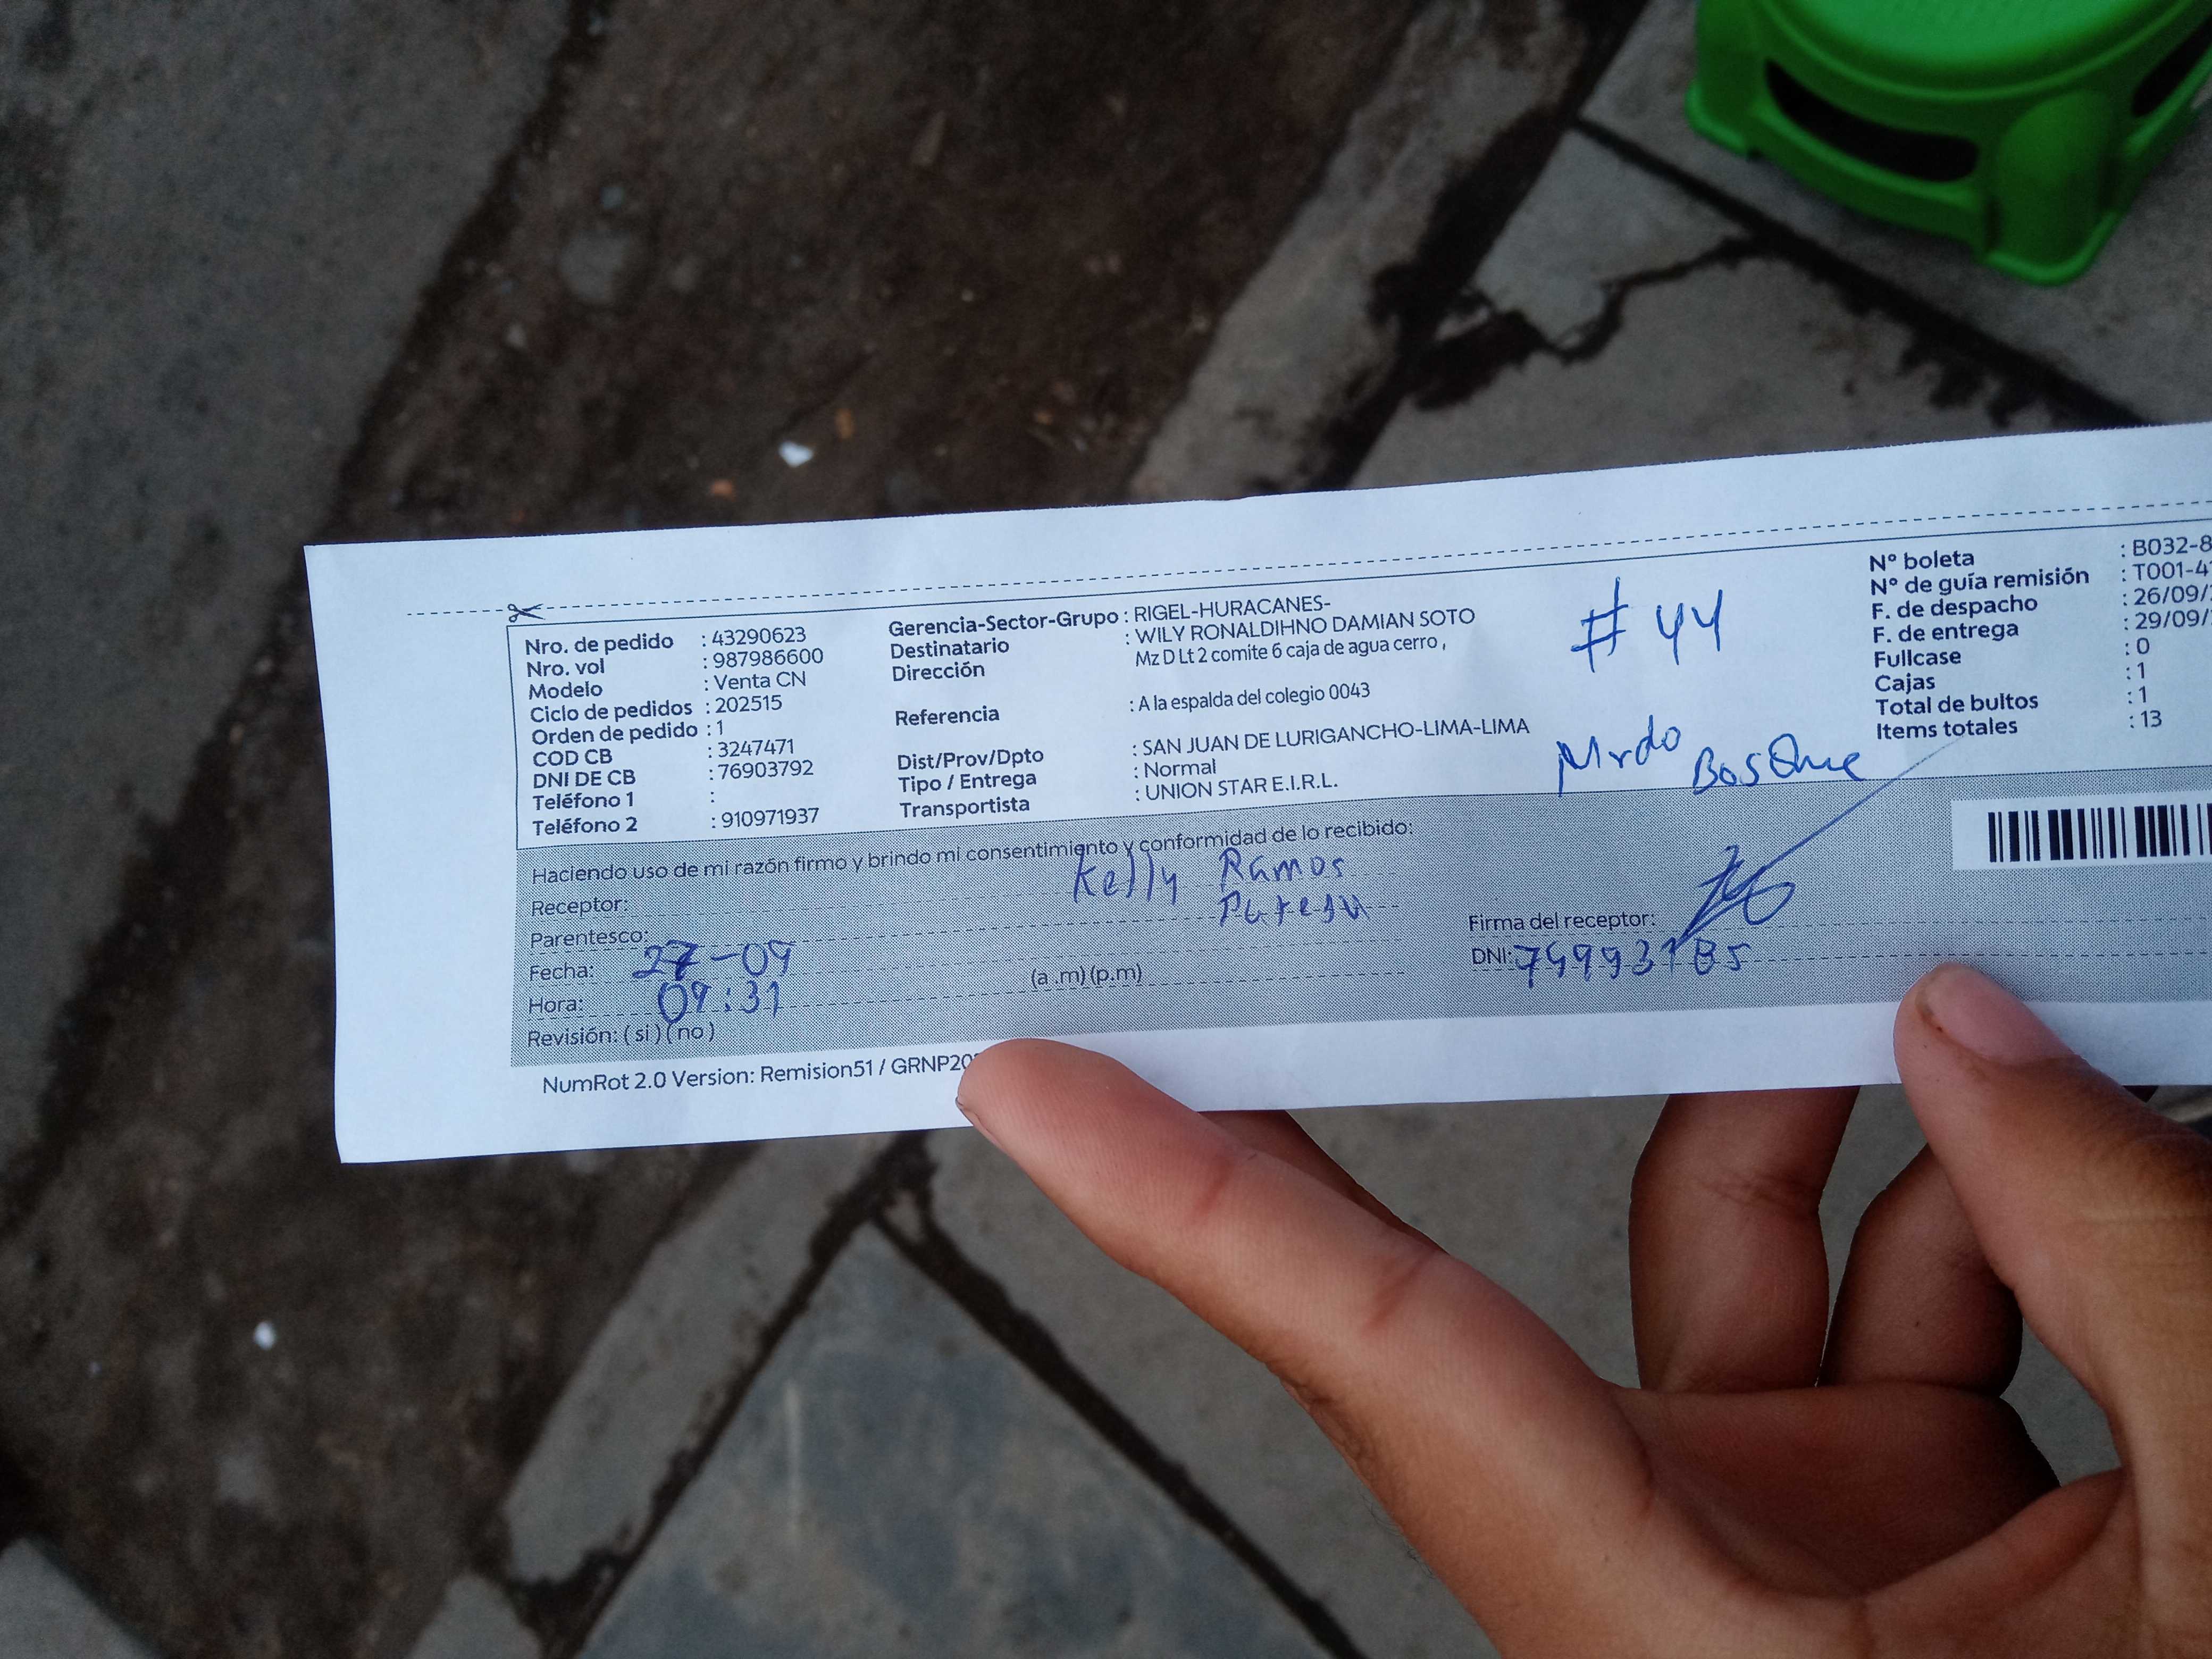 Nro. de pedido : 43290623
Nro. vol : 987986600
Modelo : Venta CN
Ciclo de pedidos : 202515
Orden de pedido : 1
COD CB : 3247471
DNI DE CB : 76903792
Teléfono 1 :
Teléfono 2 : 910971937
Gerencia-Sector-Grupo : RIGEL-HURACANES-
Destinatario : WILY RONALDIHNO DAMIAN SOTO
Dirección Mz D Lt 2 comite 6 caja de agua cerro ,
Referencia : A la espalda del colegio 0043
Dist/Prov/Dpto : SAN JUAN DE LURIGANCHO-LIMA-LIMA
Tipo / Entrega : Normal
Transportista : UNION STAR E.I.R.L.
# 44
Mrdo
BosQue
N° boleta : B032-8
N° de guía remisión : T001-4
F. de despacho : 26/09/
F. de entrega : 29/09/
Fullcase : 0
Cajas : 1
Total de bultos : 1
Items totales : 13
Haciendo uso de mi razón firmo y brindo mi consentimiento y conformidad de lo recibido:
Receptor: Kelly Ramos
Parentesco:
Fecha: 27-09
Hora: 09:31 (a .m) (p.m)
Revisión: ( si ) ( no )
Firma del receptor:
DNI: 74993185
NumRot 2.0 Version: Remision51 / GRNP20